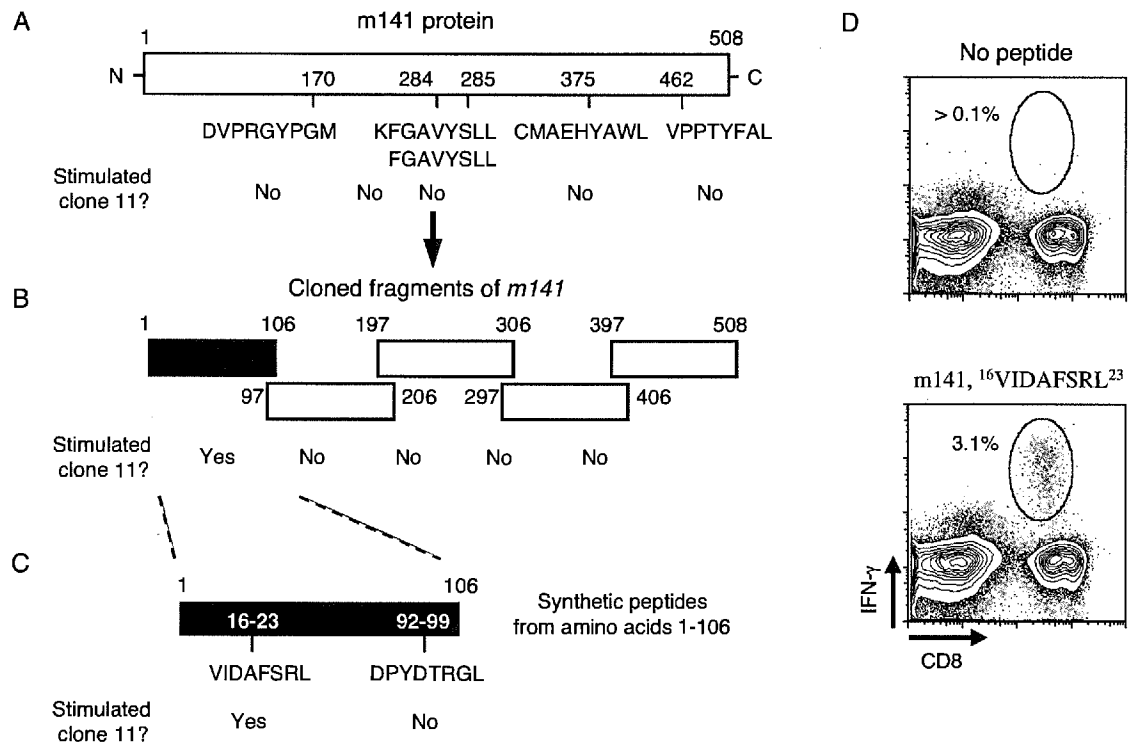 A
m141 protein
1 508
N C
170 284 285 375 462
DVPRGYPGM KFGAVYSLL CMAEHYAWL VPPTYFAL
FGAVYSLL
Stimulated
clone 11?
No No No No No
B
Cloned fragments of m141
1 106 197 306 397 508
97 206 297 406
Stimulated
clone 11?
Yes No No No No
C
1 106
16-23 92-99
Synthetic peptides
from amino acids 1-106
VIDAFSRL DPYDTRGL
Stimulated
clone 11?
Yes No
D
No peptide
> 0.1%
m141, ¹⁶VIDAFSRL²³
3.1%
IFN-γ
CD8